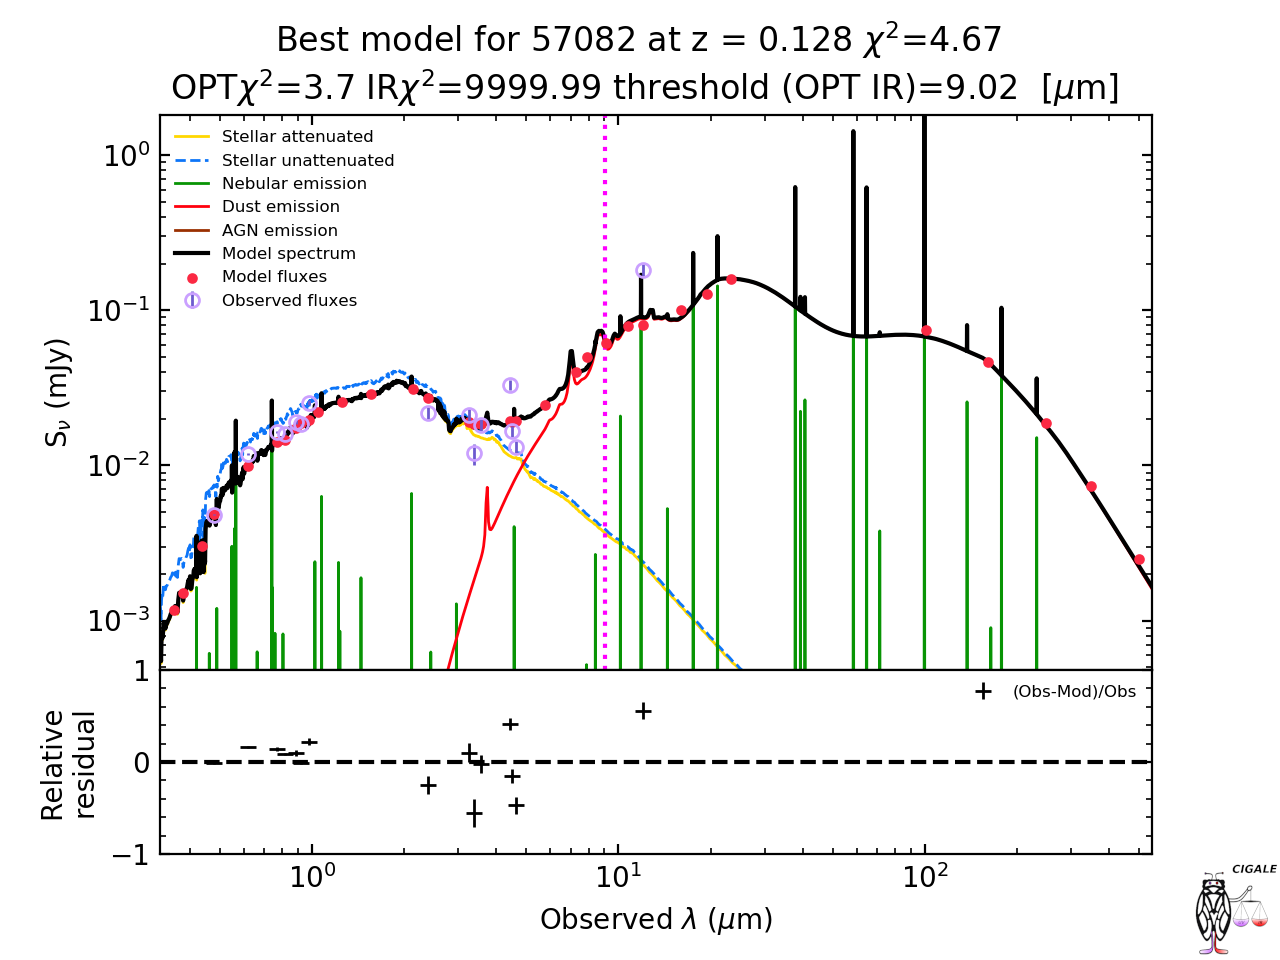 Best model for 57082 at z = 0.128 χ²=4.67
OPTχ²=3.7 IRχ²=9999.99 threshold (OPT IR)=9.02 [μm]
Stellar attenuated
Stellar unattenuated
Nebular emission
Dust emission
AGN emission
Model spectrum
Model fluxes
Observed fluxes
10⁰
10⁻¹
10⁻²
10⁻³
S_ν (mJy)
(Obs-Mod)/Obs
1
0
−1
Relative
residual
10⁰ 10¹ 10²
Observed λ (μm)
CIGALE